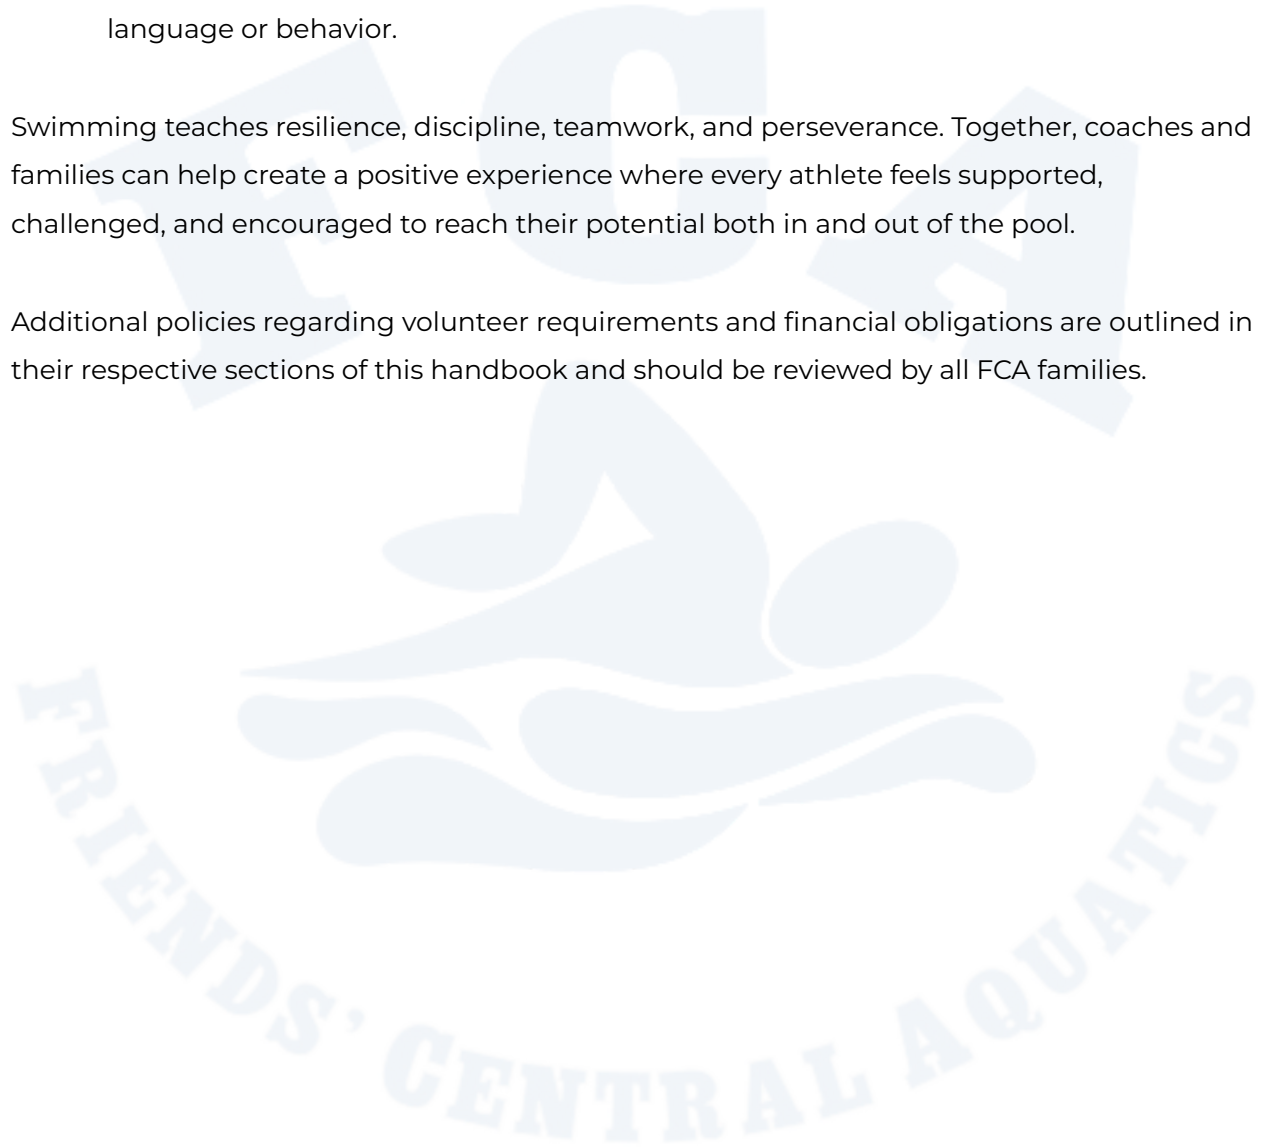 language or behavior.
Swimming teaches resilience, discipline, teamwork, and perseverance. Together, coaches and
families can help create a positive experience where every athlete feels supported,
challenged, and encouraged to reach their potential both in and out of the pool.
Additional policies regarding volunteer requirements and financial obligations are outlined in
their respective sections of this handbook and should be reviewed by all FCA families.
FCA
FRIENDS' CENTRAL AQUATICS